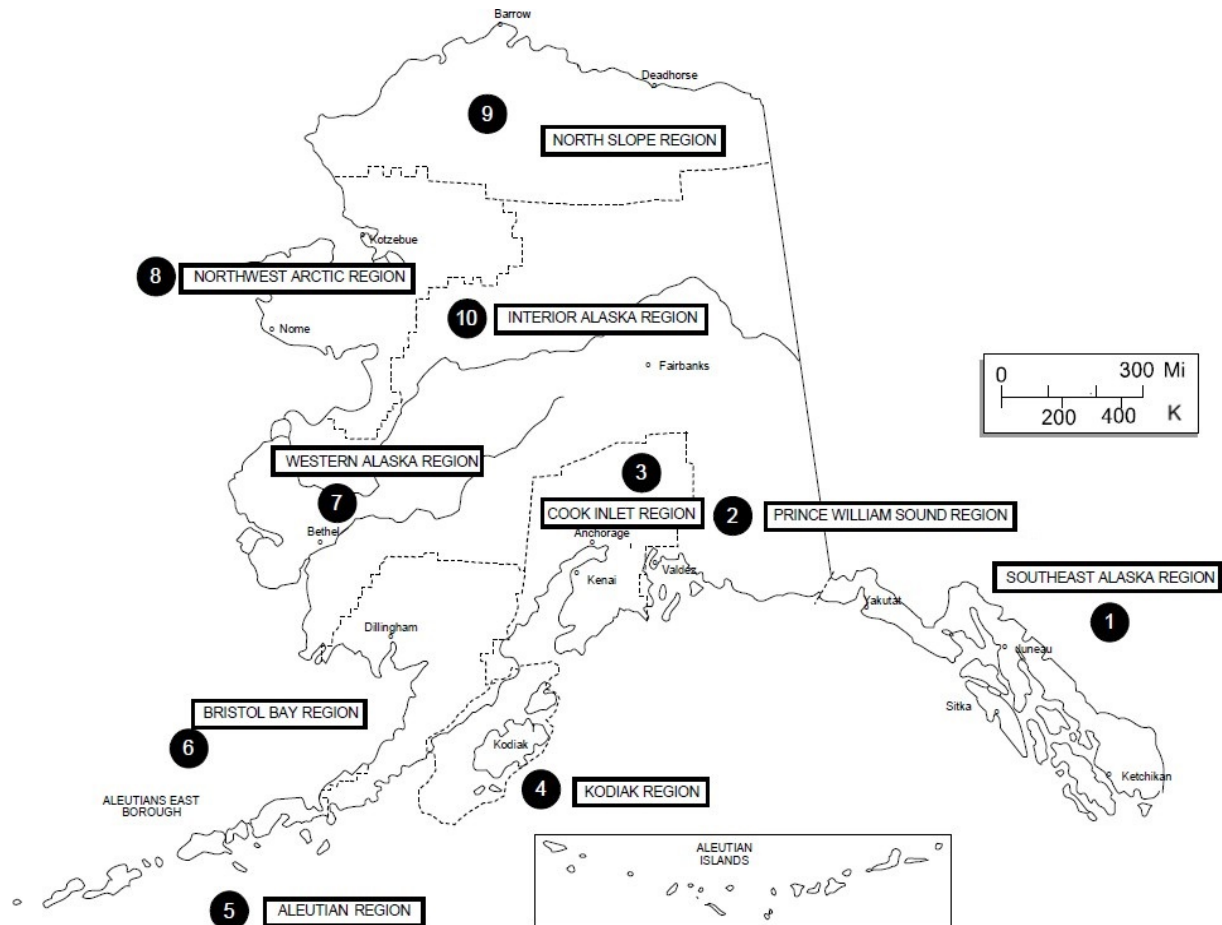 Barrow
Deadhorse
9
NORTH SLOPE REGION
Kotzebue
8
NORTHWEST ARCTIC REGION
10
INTERIOR ALASKA REGION
Nome
Fairbanks
0 300 Mi
200 400 K
WESTERN ALASKA REGION
7
3
COOK INLET REGION
2
PRINCE WILLIAM SOUND REGION
Bethel
Anchorage
Kenai
Valdez
SOUTHEAST ALASKA REGION
1
Yakutat
Dillingham
Juneau
Sitka
BRISTOL BAY REGION
6
Kodiak
Ketchikan
4
KODIAK REGION
ALEUTIANS EAST
BOROUGH
ALEUTIAN
ISLANDS
5
ALEUTIAN REGION